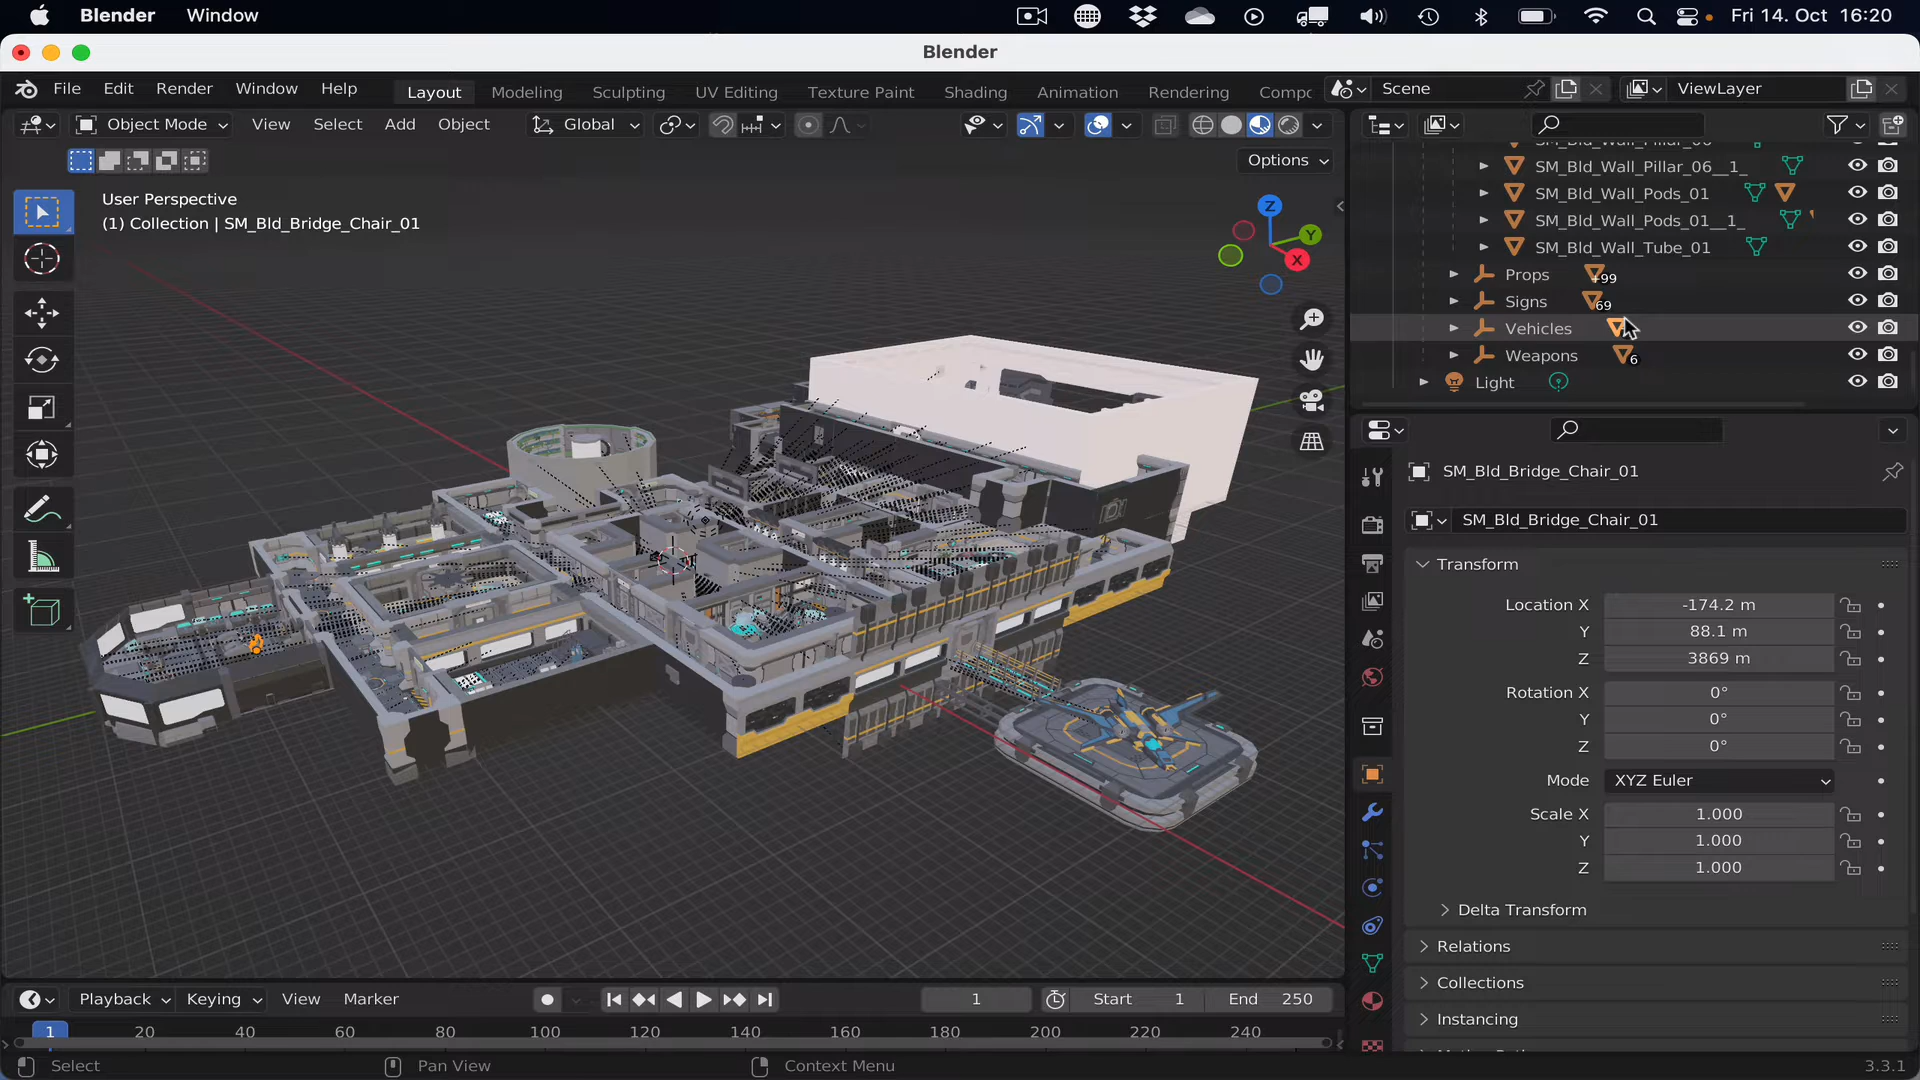 Blender Window Fri 14. Oct 16:20
Blender
File Edit Render Window Help Layout Modeling Sculpting UV Editing Texture Paint Shading Animation Rendering Compc Scene ViewLayer
Object Mode View Select Add Object Global
Options
User Perspective
(1) Collection | SM_Bld_Bridge_Chair_01
Z
Y
X
SM_Bld_Wall_Pillar_06
SM_Bld_Wall_Pillar_06__1_
SM_Bld_Wall_Pods_01
SM_Bld_Wall_Pods_01__1_
SM_Bld_Wall_Tube_01
Props +99
Signs 69
Vehicles
Weapons 6
Light
SM_Bld_Bridge_Chair_01
SM_Bld_Bridge_Chair_01
Transform
Location X -174.2 m
Y 88.1 m
Z 3869 m
Rotation X 0°
Y 0°
Z 0°
Mode XYZ Euler
Scale X 1.000
Y 1.000
Z 1.000
Delta Transform
Relations
Collections
Instancing
Playback Keying View Marker 1 Start 1 End 250
1 20 40 60 80 100 120 140 160 180 200 220 240
Select Pan View Context Menu 3.3.1